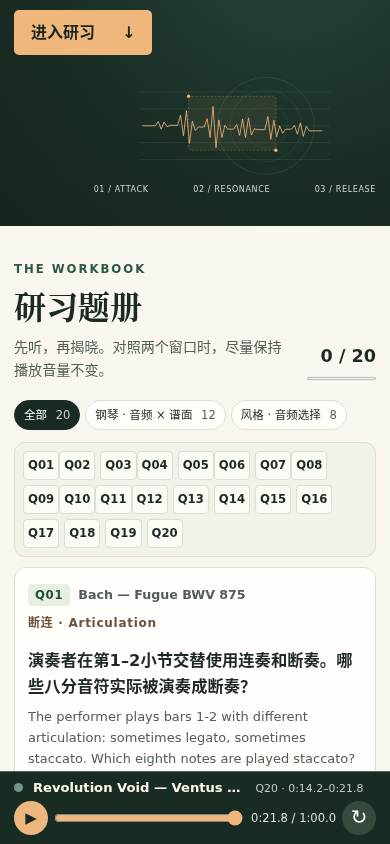 进入研习 ↓
01 / ATTACK 02 / RESONANCE 03 / RELEASE
THE WORKBOOK
研习题册
先听，再揭晓。对照两个窗口时，尽量保持
播放音量不变。
0 / 20
全部 20 钢琴 · 音频 × 谱面 12 风格 · 音频选择 8
Q01 Q02 Q03 Q04 Q05 Q06 Q07 Q08
Q09 Q10 Q11 Q12 Q13 Q14 Q15 Q16
Q17 Q18 Q19 Q20
Q01 Bach — Fugue BWV 875
断连 · Articulation
演奏者在第1–2小节交替使用连奏和断奏。哪
些八分音符实际被演奏成断奏？
The performer plays bars 1-2 with different
articulation: sometimes legato, sometimes
staccato. Which eighth notes are played staccato?
Revolution Void — Ventus … Q20 · 0:14.2–0:21.8
▶ 0:21.8 / 1:00.0 ↻